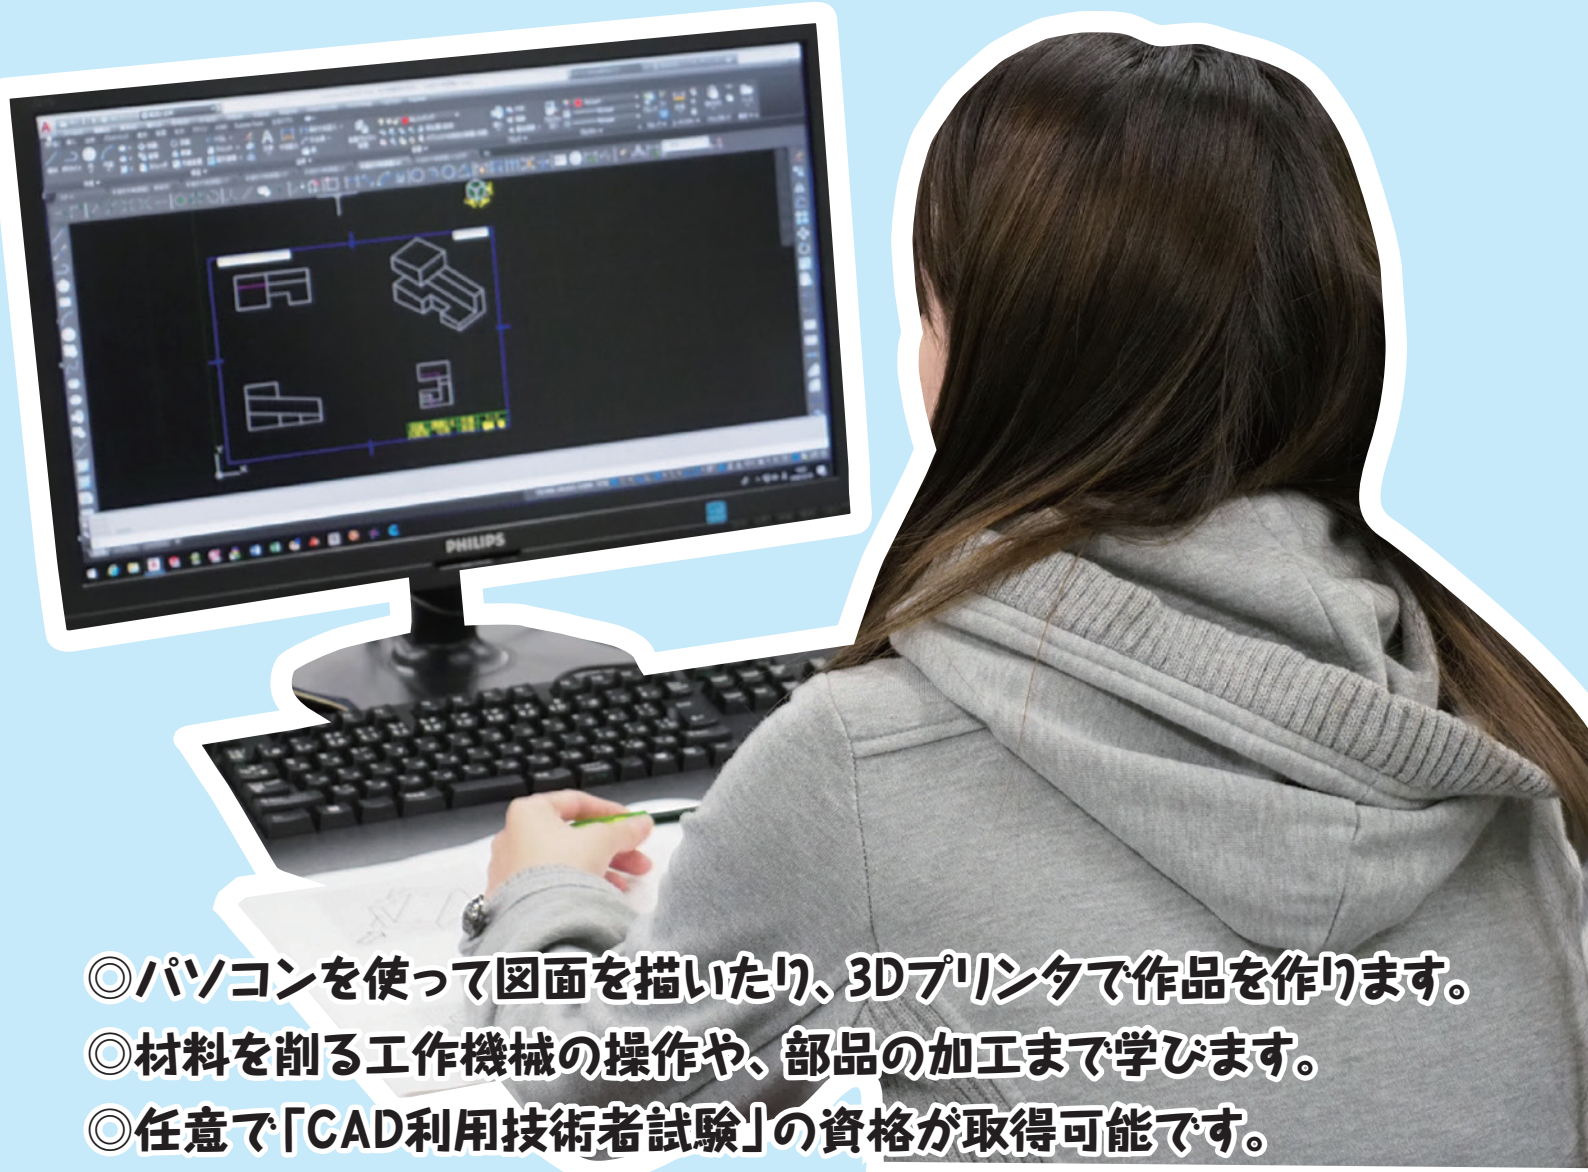 PHILIPS
◎パソコンを使って図面を描いたり、3Dプリンタで作品を作ります。
◎材料を削る工作機械の操作や、部品の加工まで学びます。
◎任意で「CAD利用技術者試験」の資格が取得可能です。